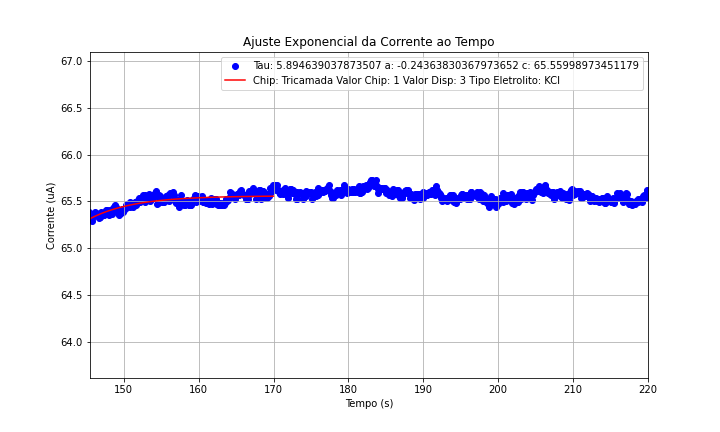 Ajuste Exponencial da Corrente ao Tempo
Tau: 5.894639037873507 a: -0.24363830367973652 c: 65.55998973451179
Chip: Tricamada Valor Chip: 1 Valor Disp: 3 Tipo Eletrolito: KCl
67.0
66.5
66.0
65.5
65.0
64.5
64.0
Corrente (uA)
150 160 170 180 190 200 210 220
Tempo (s)